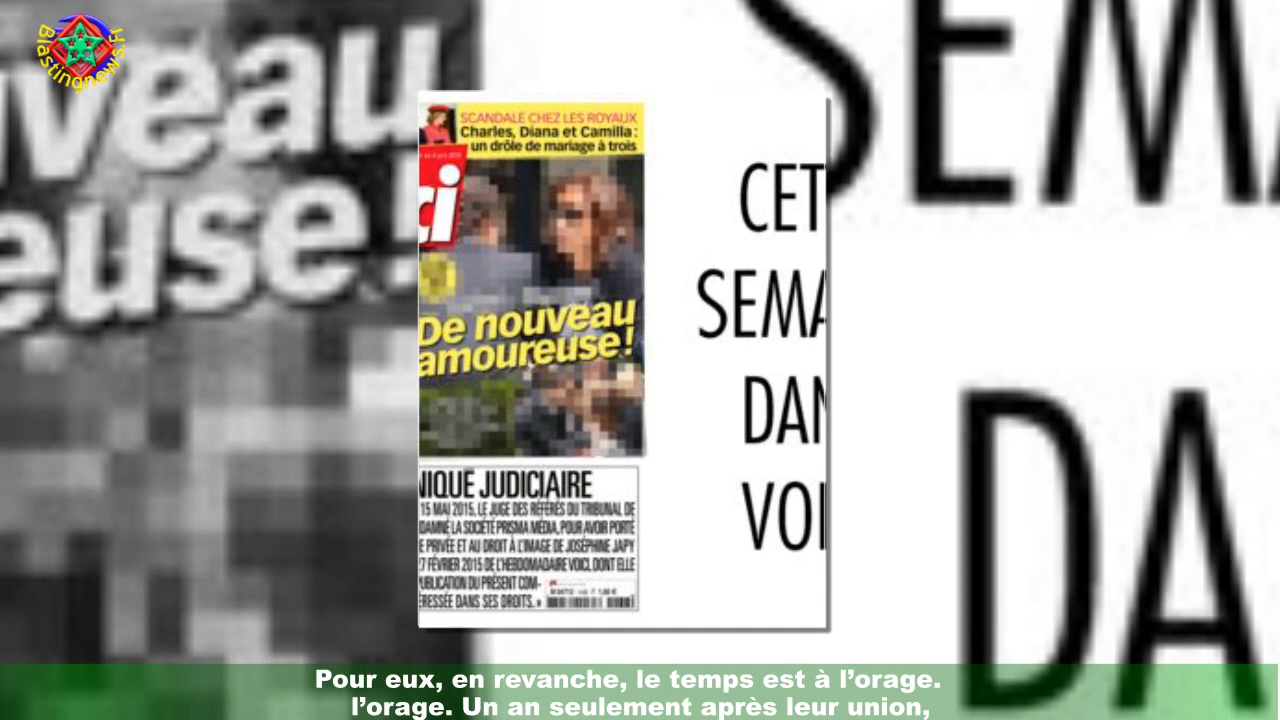 Blastingnews.fr
SEMA
DA
uveau
euse!
SCANDALE CHEZ LES ROYAUX
Charles, Diana et Camilla :
un drôle de mariage à trois
ci
De nouveau
amoureuse!
NIQUE JUDICIAIRE
15 MAI 2015, LE JUGE DES RÉFÉRÉS DU TRIBUNAL DE
DAMNÉ LA SOCIÉTÉ PRISMA MÉDIA, POUR AVOIR PORTÉ
E PRIVÉE ET AU DROIT À L'IMAGE DE JOSÉPHINE JAPY
27 FÉVRIER 2015 DE L'HEBDOMADAIRE VOICI, DONT ELLE
PUBLICATION DU PRÉSENT COM-
ÉRESSÉE DANS SES DROITS. »
CET
SEMA
DAN
VOI
Pour eux, en revanche, le temps est à l’orage.
l’orage. Un an seulement après leur union,